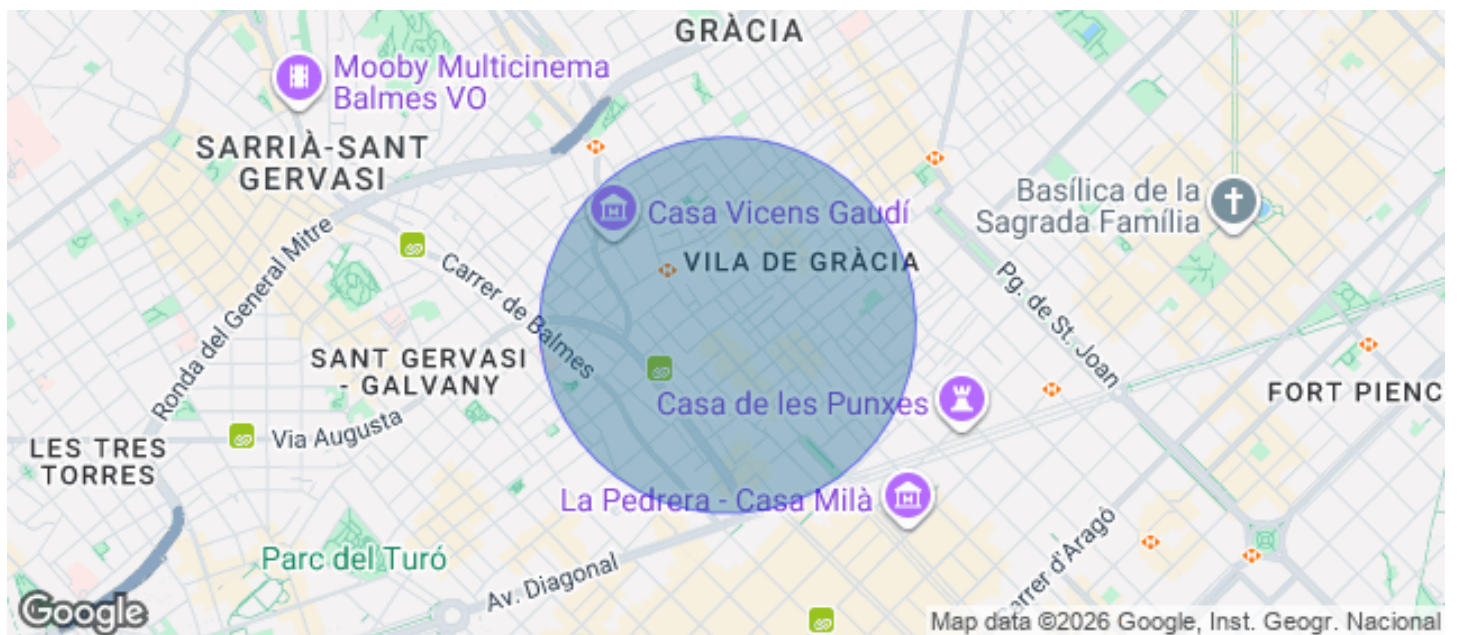 GRÀCIA
Mooby Multicinema
Balmes VO
SARRIÀ-SANT
GERVASI
Basílica de la
Sagrada Família
Casa Vicens Gaudí
VILA DE GRÀCIA
Ronda del General Mitre
Carrer de Balmes
Pg. de St. Joan
SANT GERVASI
- GALVANY
Casa de les Punxes
FORT PIENC
Via Augusta
LES TRES
TORRES
La Pedrera - Casa Milà
Parc del Turó
Av. Diagonal
Carrer d'Aragó
Google
Map data ©2026 Google, Inst. Geogr. Nacional